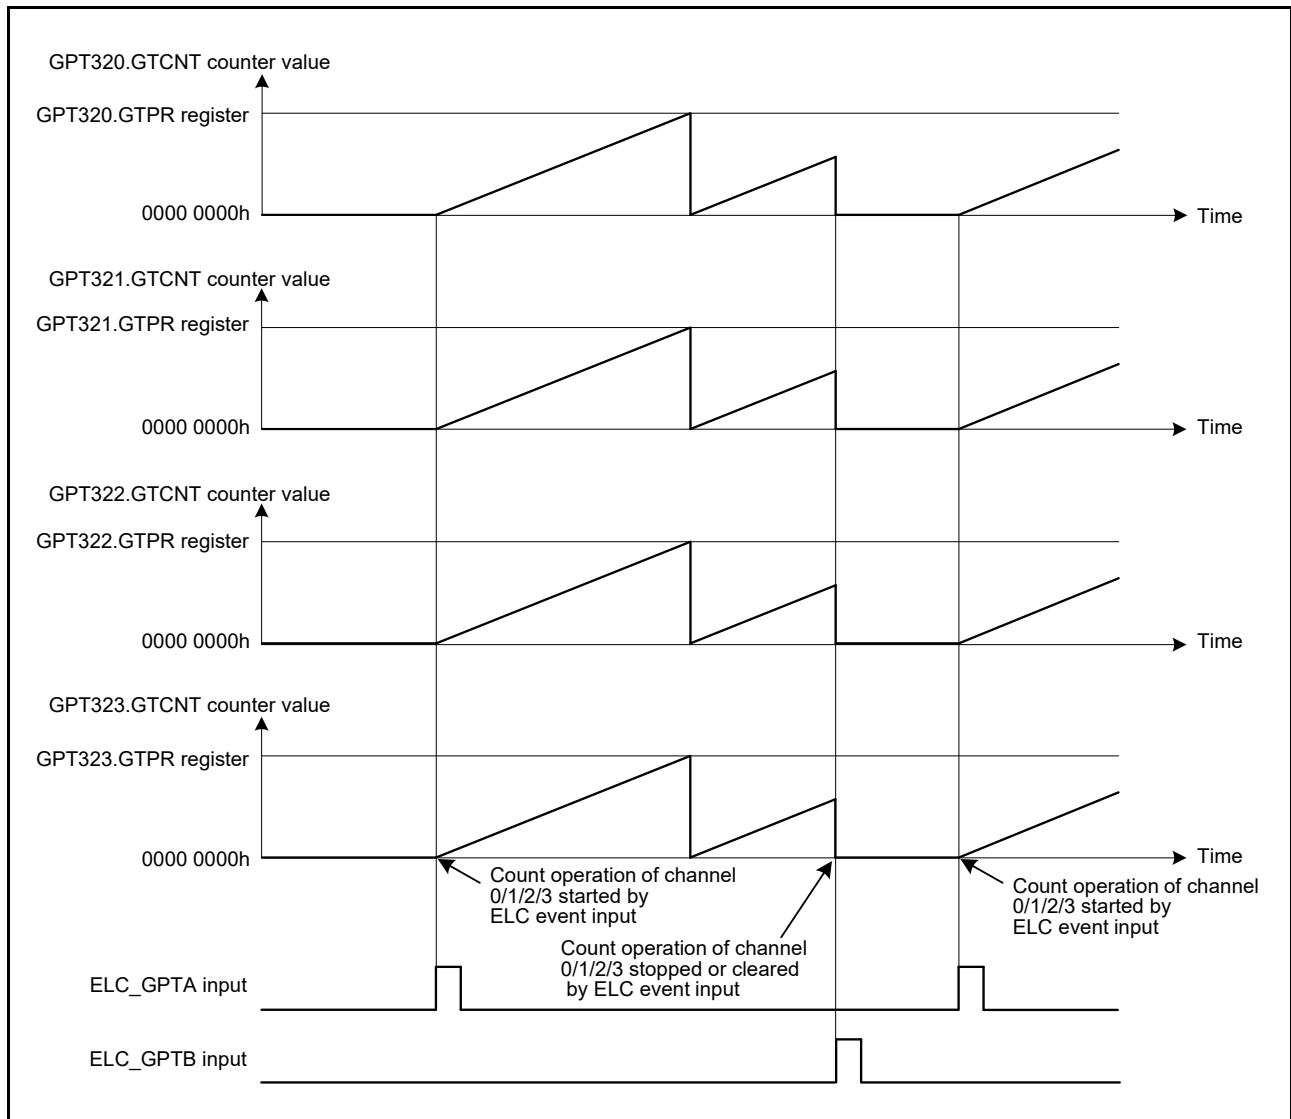 GPT320.GTCNT counter value
GPT320.GTPR register
0000 0000h
Time
GPT321.GTCNT counter value
GPT321.GTPR register
0000 0000h
Time
GPT322.GTCNT counter value
GPT322.GTPR register
0000 0000h
Time
GPT323.GTCNT counter value
GPT323.GTPR register
0000 0000h
Time
Count operation of channel
0/1/2/3 started by
ELC event input
Count operation of channel
0/1/2/3 stopped or cleared
by ELC event input
Count operation of channel
0/1/2/3 started by
ELC event input
ELC_GPTA input
ELC_GPTB input